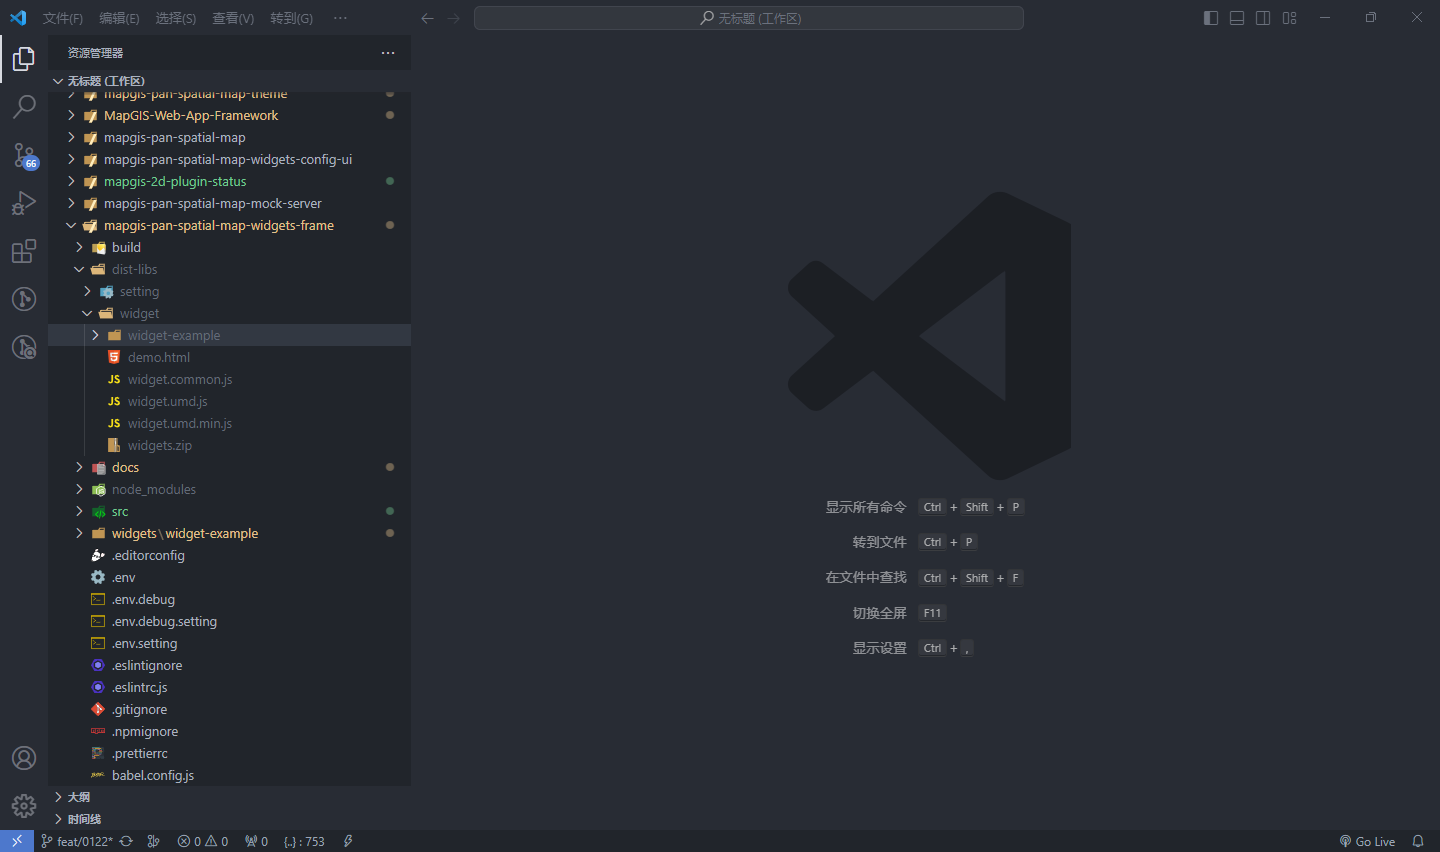 文件(F) 编辑(E) 选择(S) 查看(V) 转到(G) ··· 无标题 (工作区)
资源管理器
无标题 (工作区)
mapgis-pan-spatial-map-theme
MapGIS-Web-App-Framework
mapgis-pan-spatial-map
mapgis-pan-spatial-map-widgets-config-ui
mapgis-2d-plugin-status
mapgis-pan-spatial-map-mock-server
mapgis-pan-spatial-map-widgets-frame
build
dist-libs
setting
widget
widget-example
demo.html
JS widget.common.js
JS widget.umd.js
JS widget.umd.min.js
widgets.zip
docs
node_modules
src
widgets\widget-example
.editorconfig
.env
.env.debug
.env.debug.setting
.env.setting
.eslintignore
.eslintrc.js
.gitignore
.npmignore
.prettierrc
babel.config.js
大纲
时间线
66
显示所有命令 Ctrl + Shift + P
转到文件 Ctrl + P
在文件中查找 Ctrl + Shift + F
切换全屏 F11
显示设置 Ctrl + ,
feat/0122* 0 0 0 {..} : 753 Go Live